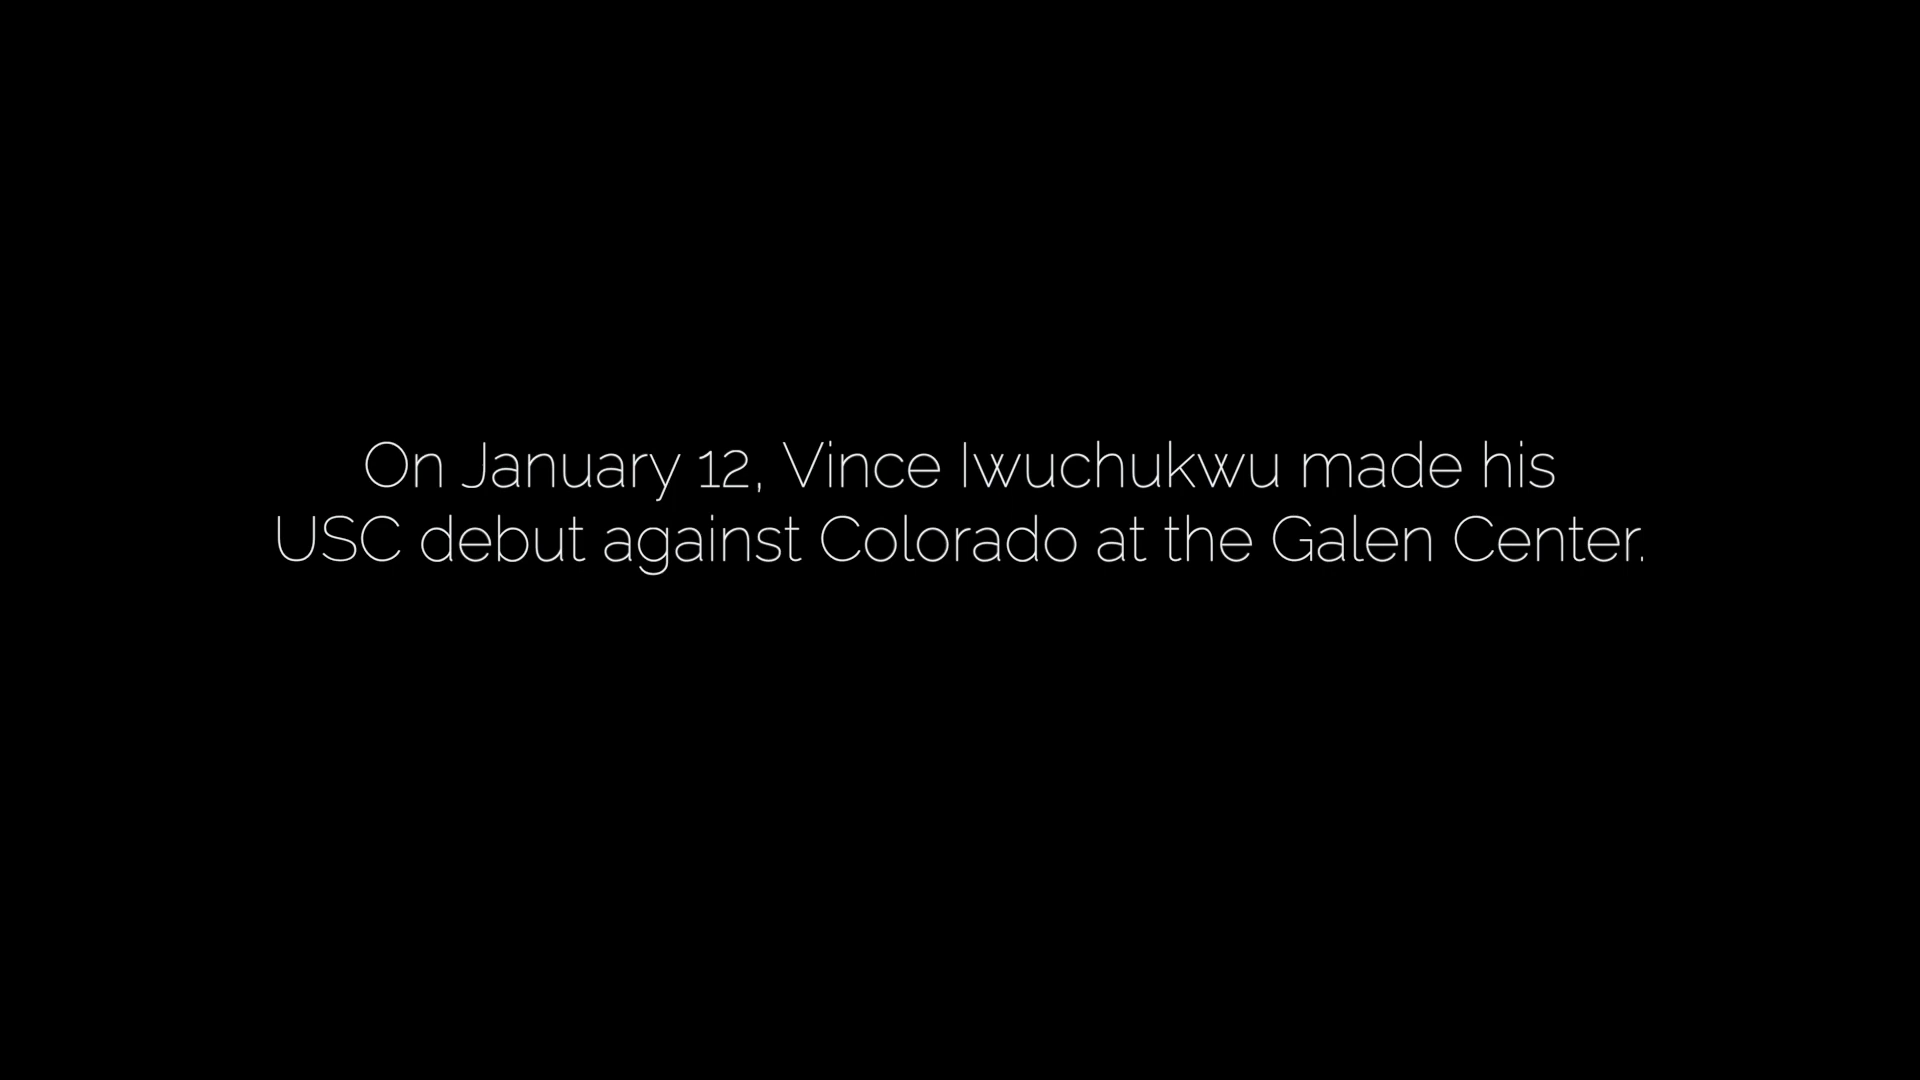 On January 12, Vince Iwuchukwu made his
USC debut against Colorado at the Galen Center.